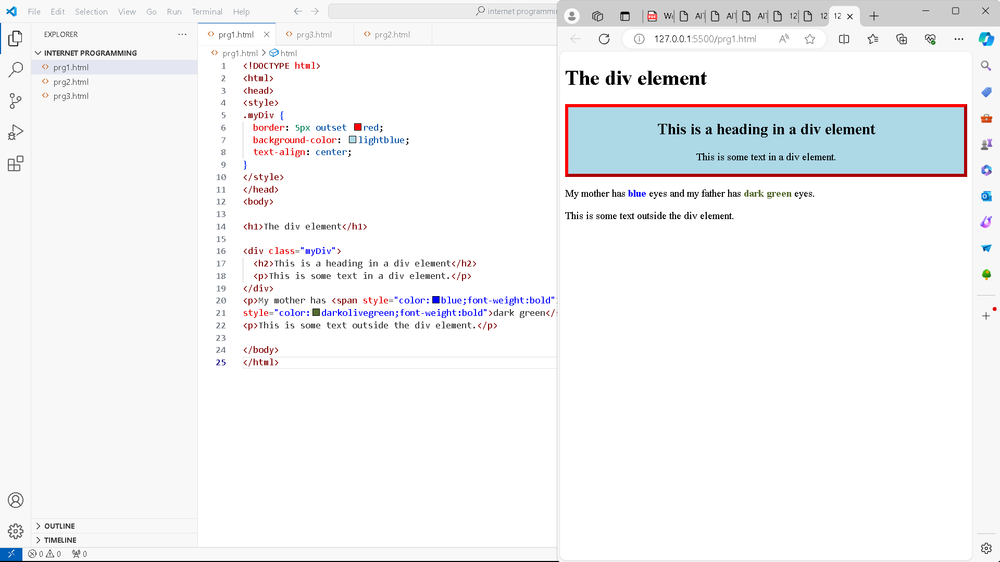 File Edit Selection View Go Run Terminal Help
internet programmin
EXPLORER
INTERNET PROGRAMMING
prg1.html
prg2.html
prg3.html
OUTLINE
TIMELINE
0 0 0
prg1.html prg3.html prg2.html
prg1.html > html
1 <!DOCTYPE html>
2 <html>
3 <head>
4 <style>
5 .myDiv {
6 border: 5px outset red;
7 background-color: lightblue;
8 text-align: center;
9 }
10 </style>
11 </head>
12 <body>
13
14 <h1>The div element</h1>
15
16 <div class="myDiv">
17 <h2>This is a heading in a div element</h2>
18 <p>This is some text in a div element.</p>
19 </div>
20 <p>My mother has <span style="color:blue;font-weight:bold"
21 style="color:darkolivegreen;font-weight:bold">dark green</
22 <p>This is some text outside the div element.</p>
23
24 </body>
25 </html>
PDF We AIT AIT AIT 12 12 12
127.0.0.1:5500/prg1.html
The div element
This is a heading in a div element
This is some text in a div element.
My mother has blue eyes and my father has dark green eyes.
This is some text outside the div element.